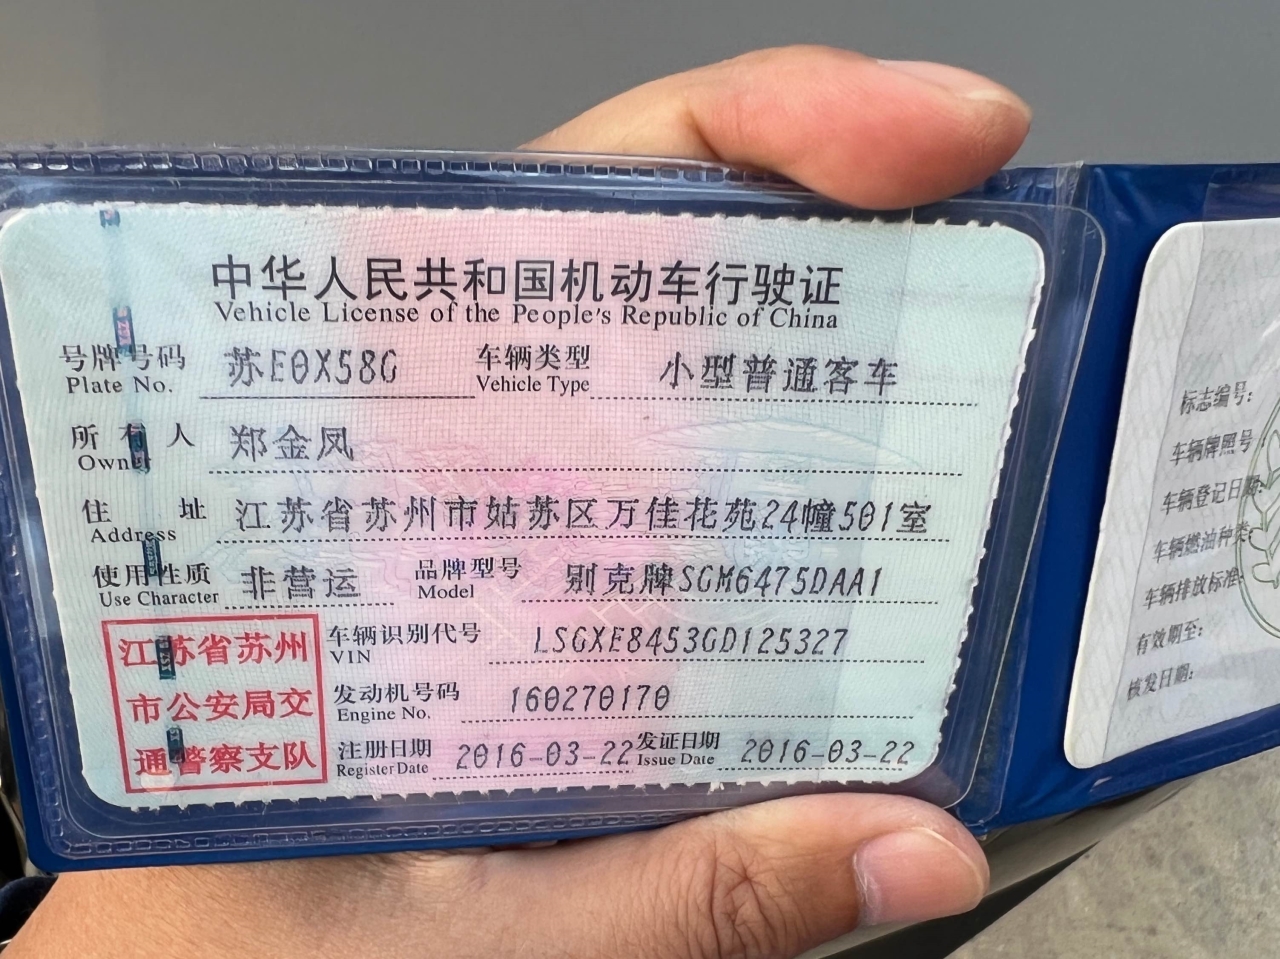 中华人民共和国机动车行驶证
Vehicle License of the People's Republic of China
号牌号码 苏E0X58G 车辆类型 小型普通客车
Plate No. Vehicle Type
所有人 郑金凤
Owner
住址 江苏省苏州市姑苏区万佳花苑24幢501室
Address
使用性质 非营运 品牌型号 别克牌SGM6475DAA1
Use Character Model
江苏省苏州
市公安局交
通警察支队
车辆识别代号 LSGXE8453GD125327
VIN
发动机号码 160270170
Engine No.
注册日期 2016-03-22 发证日期 2016-03-22
Register Date Issue Date
标志编号:
车辆牌照号
车辆登记日期:
车辆燃油种类:
车辆排放标准:
有效期至:
核发日期: